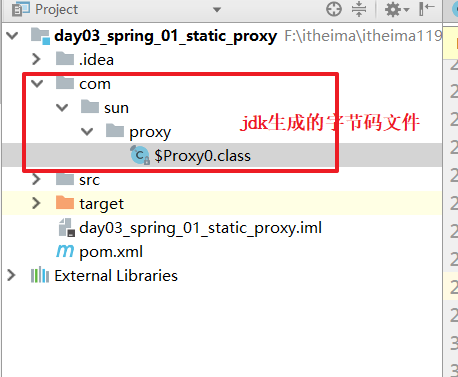 Project
day03_spring_01_static_proxy F:\itheima\itheima119
.idea
com
sun
proxy
jdk生成的字节码文件
$Proxy0.class
src
target
day03_spring_01_static_proxy.iml
pom.xml
External Libraries